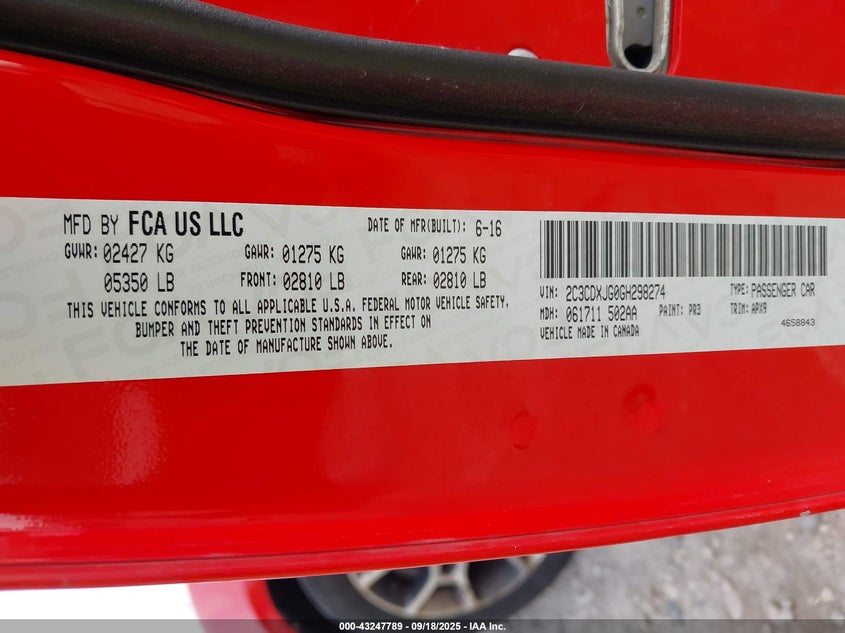 MFD BY FCA US LLC
DATE OF MFR(BUILT): 6-16
GVWR: 02427 KG GAWR: 01275 KG GAWR: 01275 KG
05350 LB FRONT: 02810 LB REAR: 02810 LB
THIS VEHICLE CONFORMS TO ALL APPLICABLE U.S.A. FEDERAL MOTOR VEHICLE SAFETY,
BUMPER AND THEFT PREVENTION STANDARDS IN EFFECT ON
THE DATE OF MANUFACTURE SHOWN ABOVE.
VIN: 2C3CDXJG0GH298274 TYPE: PASSENGER CAR
MDH: 061711 502AA PAINT: PR3 TRIM: APX9
VEHICLE MADE IN CANADA 4658843
000-43247789 - 09/18/2025 - IAA Inc.